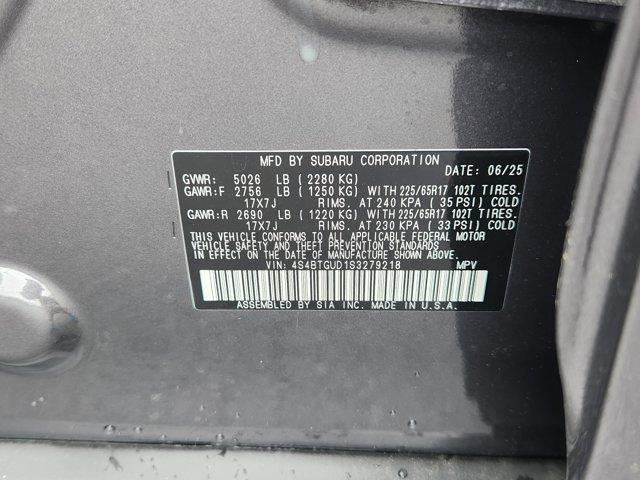 MFD BY SUBARU CORPORATION
DATE: 06/25
GVWR: 5026 LB (2280 KG)
GAWR:F 2756 LB (1250 KG) WITH 225/65R17 102T TIRES.
17X7J RIMS. AT 240 KPA ( 35 PSI) COLD
GAWR:R 2690 LB (1220 KG) WITH 225/65R17 102T TIRES.
17X7J RIMS. AT 230 KPA ( 33 PSI) COLD
THIS VEHICLE CONFORMS TO ALL APPLICABLE FEDERAL MOTOR
VEHICLE SAFETY AND THEFT PREVENTION STANDARDS
IN EFFECT ON THE DATE OF MANUFACTURE SHOWN ABOVE.
VIN: 4S4BTGUD1S3279218 MPV
ASSEMBLED BY SIA INC. MADE IN U.S.A.